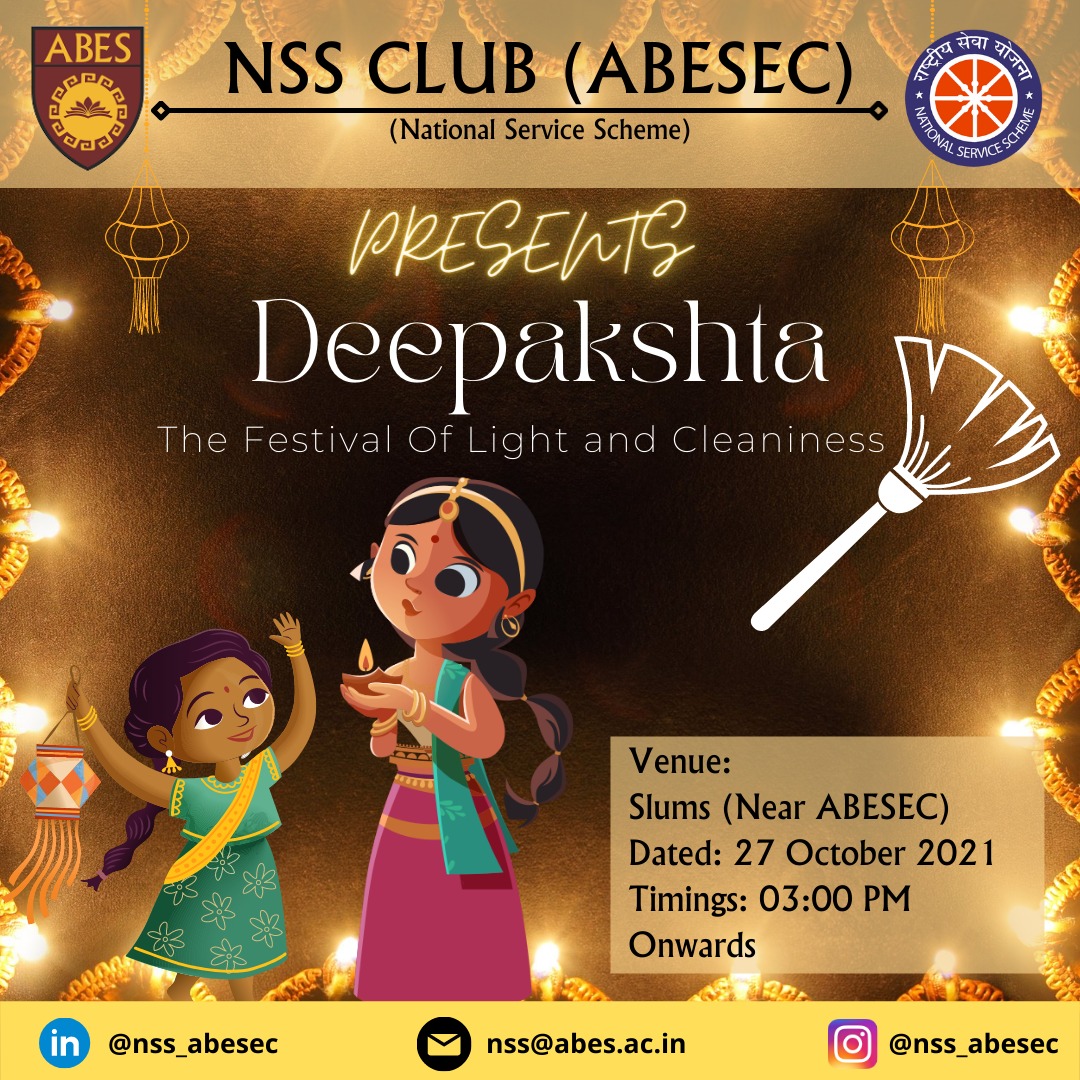 ABES
NSS CLUB (ABESEC)
(National Service Scheme)
राष्ट्रीय सेवा योजना
NATIONAL SERVICE SCHEME
PRESENTS
Deepakshta
The Festival Of Light and Cleaniness
Venue:
Slums (Near ABESEC)
Dated: 27 October 2021
Timings: 03:00 PM
Onwards
in
@nss_abesec
nss@abes.ac.in
@nss_abesec